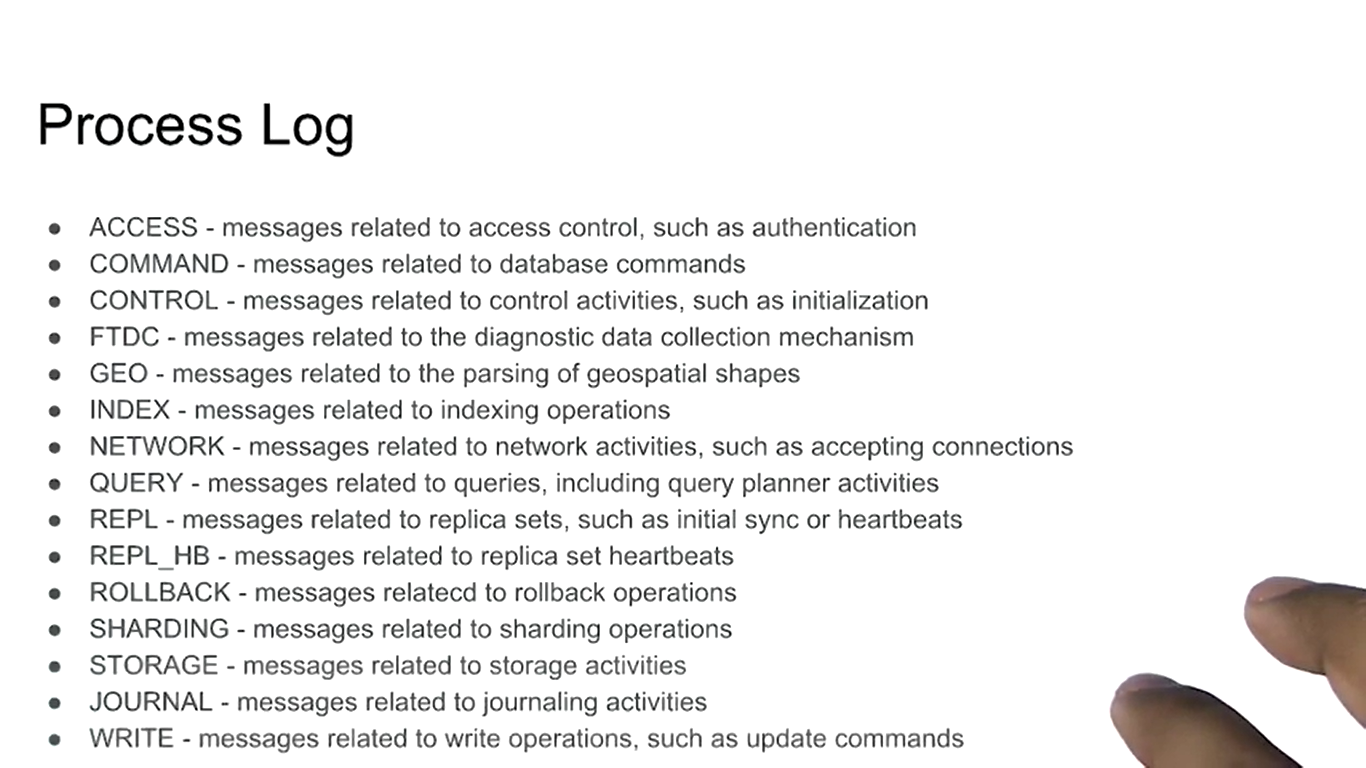 Process Log
● ACCESS - messages related to access control, such as authentication
● COMMAND - messages related to database commands
● CONTROL - messages related to control activities, such as initialization
● FTDC - messages related to the diagnostic data collection mechanism
● GEO - messages related to the parsing of geospatial shapes
● INDEX - messages related to indexing operations
● NETWORK - messages related to network activities, such as accepting connections
● QUERY - messages related to queries, including query planner activities
● REPL - messages related to replica sets, such as initial sync or heartbeats
● REPL_HB - messages related to replica set heartbeats
● ROLLBACK - messages relatecd to rollback operations
● SHARDING - messages related to sharding operations
● STORAGE - messages related to storage activities
● JOURNAL - messages related to journaling activities
● WRITE - messages related to write operations, such as update commands